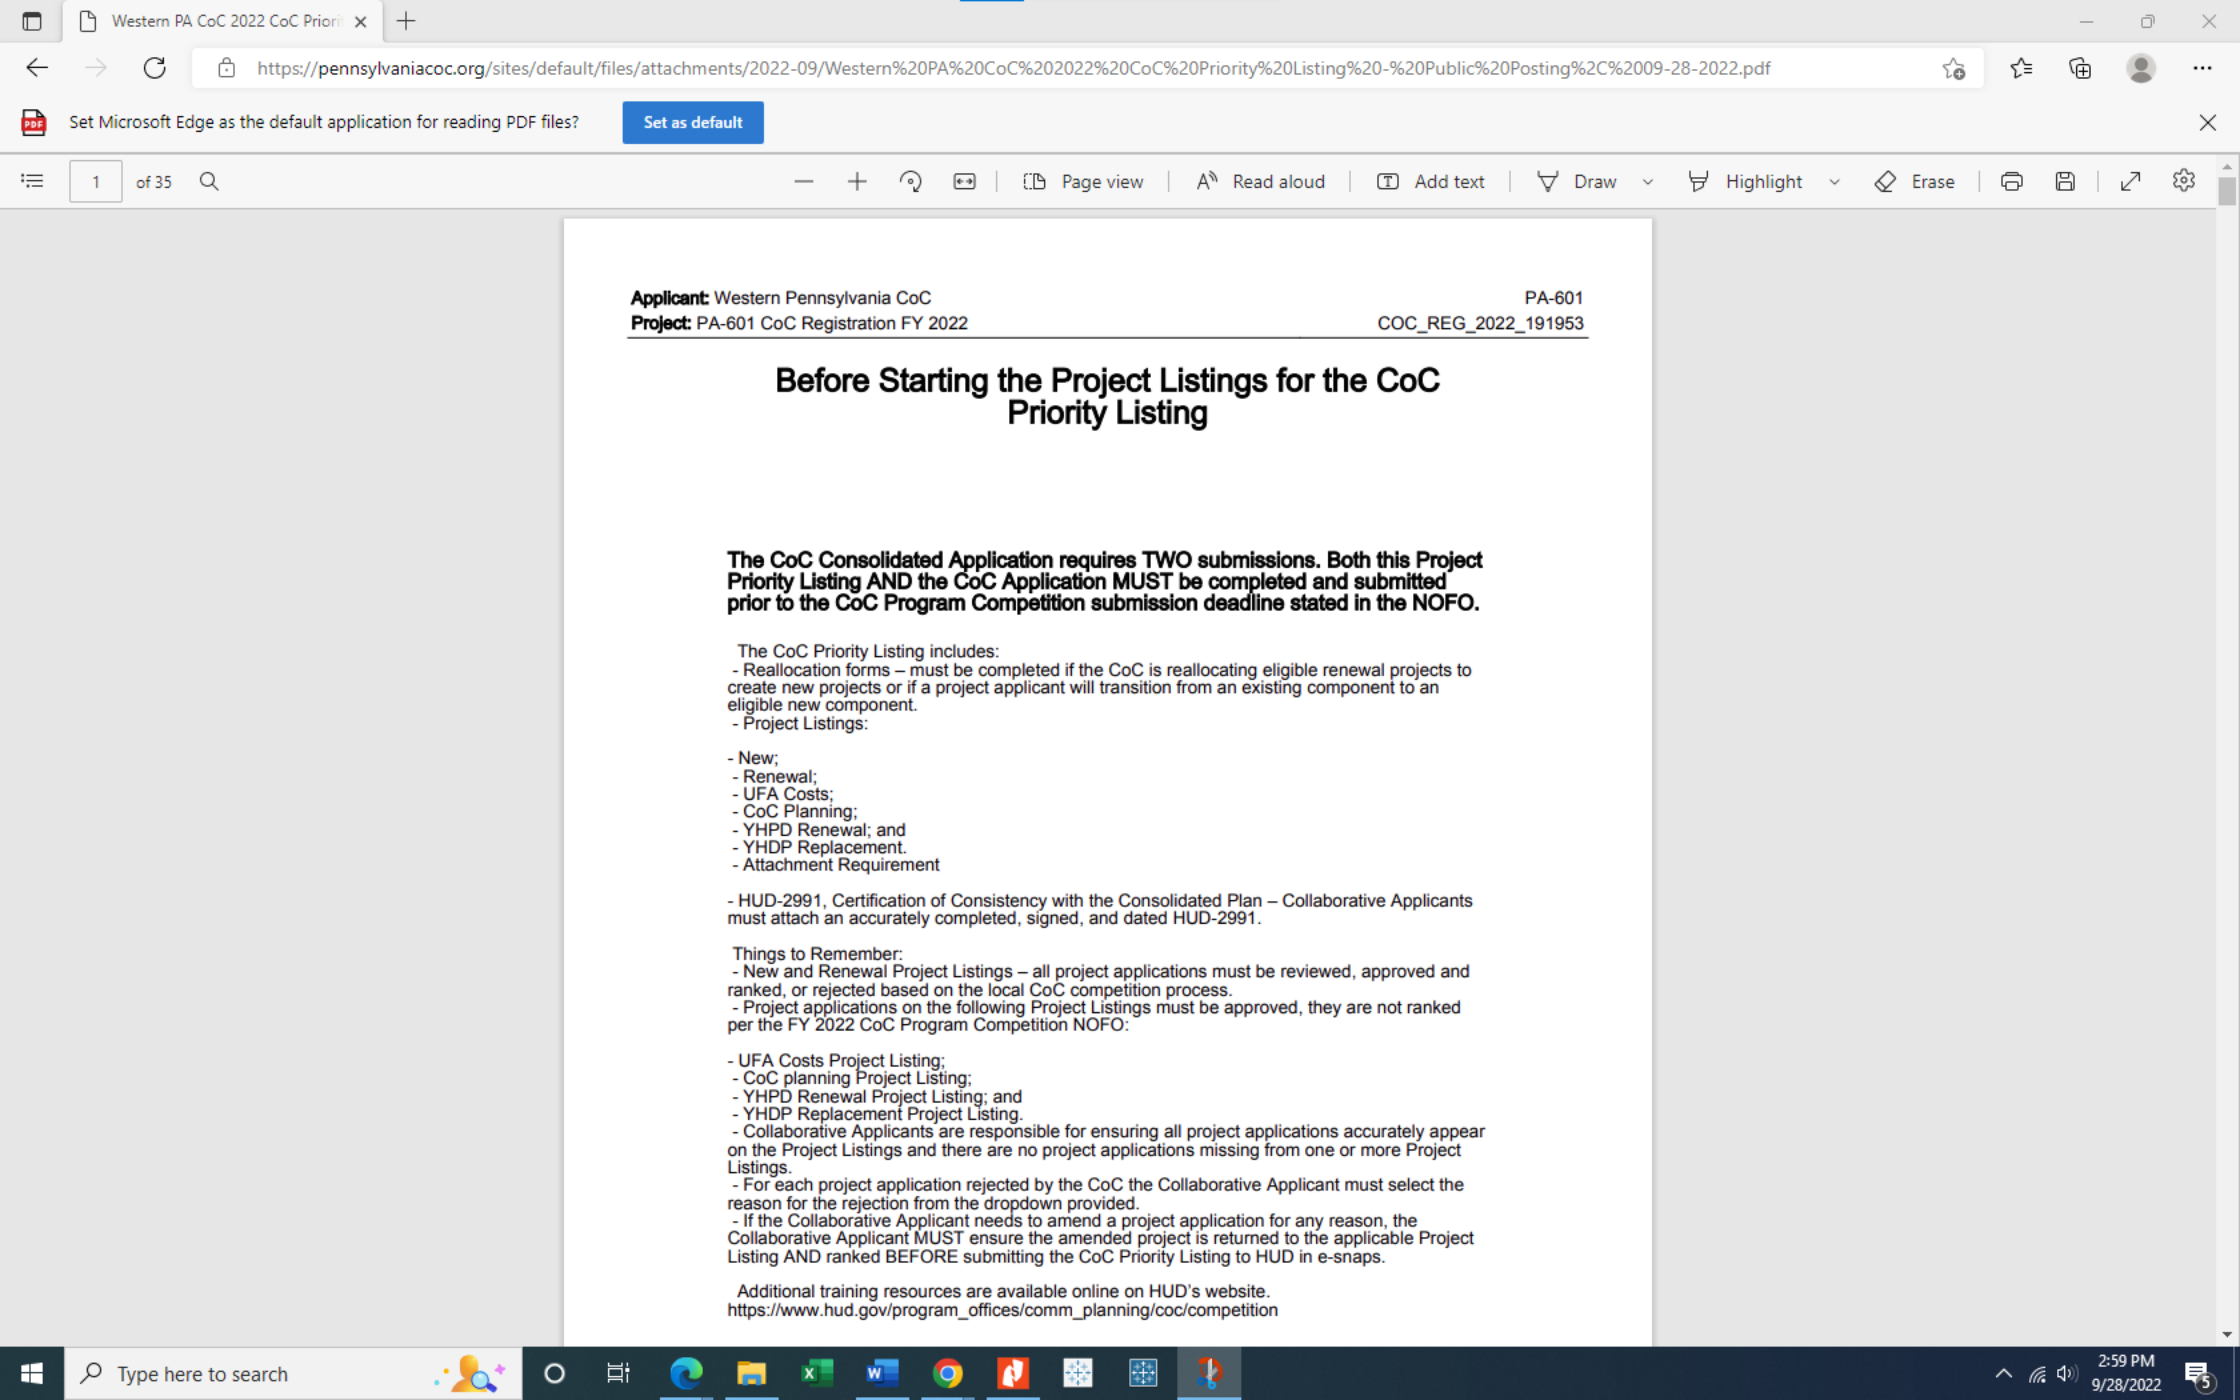 Western PA CoC 2022 CoC Priori
https://pennsylvaniacoc.org/sites/default/files/attachments/2022-09/Western%20PA%20CoC%202022%20CoC%20Priority%20Listing%20-%20Public%20Posting%2C%2009-28-2022.pdf
PDF
Set Microsoft Edge as the default application for reading PDF files?
Set as default
1 of 35
Page view
Read aloud
Add text
Draw
Highlight
Erase
Applicant: Western Pennsylvania CoC PA-601
Project: PA-601 CoC Registration FY 2022 COC_REG_2022_191953
Before Starting the Project Listings for the CoC
Priority Listing
The CoC Consolidated Application requires TWO submissions. Both this Project
Priority Listing AND the CoC Application MUST be completed and submitted
prior to the CoC Program Competition submission deadline stated in the NOFO.
The CoC Priority Listing includes:
- Reallocation forms – must be completed if the CoC is reallocating eligible renewal projects to
create new projects or if a project applicant will transition from an existing component to an
eligible new component.
- Project Listings:
- New;
- Renewal;
- UFA Costs;
- CoC Planning;
- YHPD Renewal; and
- YHDP Replacement.
- Attachment Requirement
- HUD-2991, Certification of Consistency with the Consolidated Plan – Collaborative Applicants
must attach an accurately completed, signed, and dated HUD-2991.
Things to Remember:
- New and Renewal Project Listings – all project applications must be reviewed, approved and
ranked, or rejected based on the local CoC competition process.
- Project applications on the following Project Listings must be approved, they are not ranked
per the FY 2022 CoC Program Competition NOFO:
- UFA Costs Project Listing;
- CoC planning Project Listing;
- YHPD Renewal Project Listing; and
- YHDP Replacement Project Listing.
- Collaborative Applicants are responsible for ensuring all project applications accurately appear
on the Project Listings and there are no project applications missing from one or more Project
Listings.
- For each project application rejected by the CoC the Collaborative Applicant must select the
reason for the rejection from the dropdown provided.
- If the Collaborative Applicant needs to amend a project application for any reason, the
Collaborative Applicant MUST ensure the amended project is returned to the applicable Project
Listing AND ranked BEFORE submitting the CoC Priority Listing to HUD in e-snaps.
Additional training resources are available online on HUD's website.
https://www.hud.gov/program_offices/comm_planning/coc/competition
Type here to search
2:59 PM
9/28/2022
5